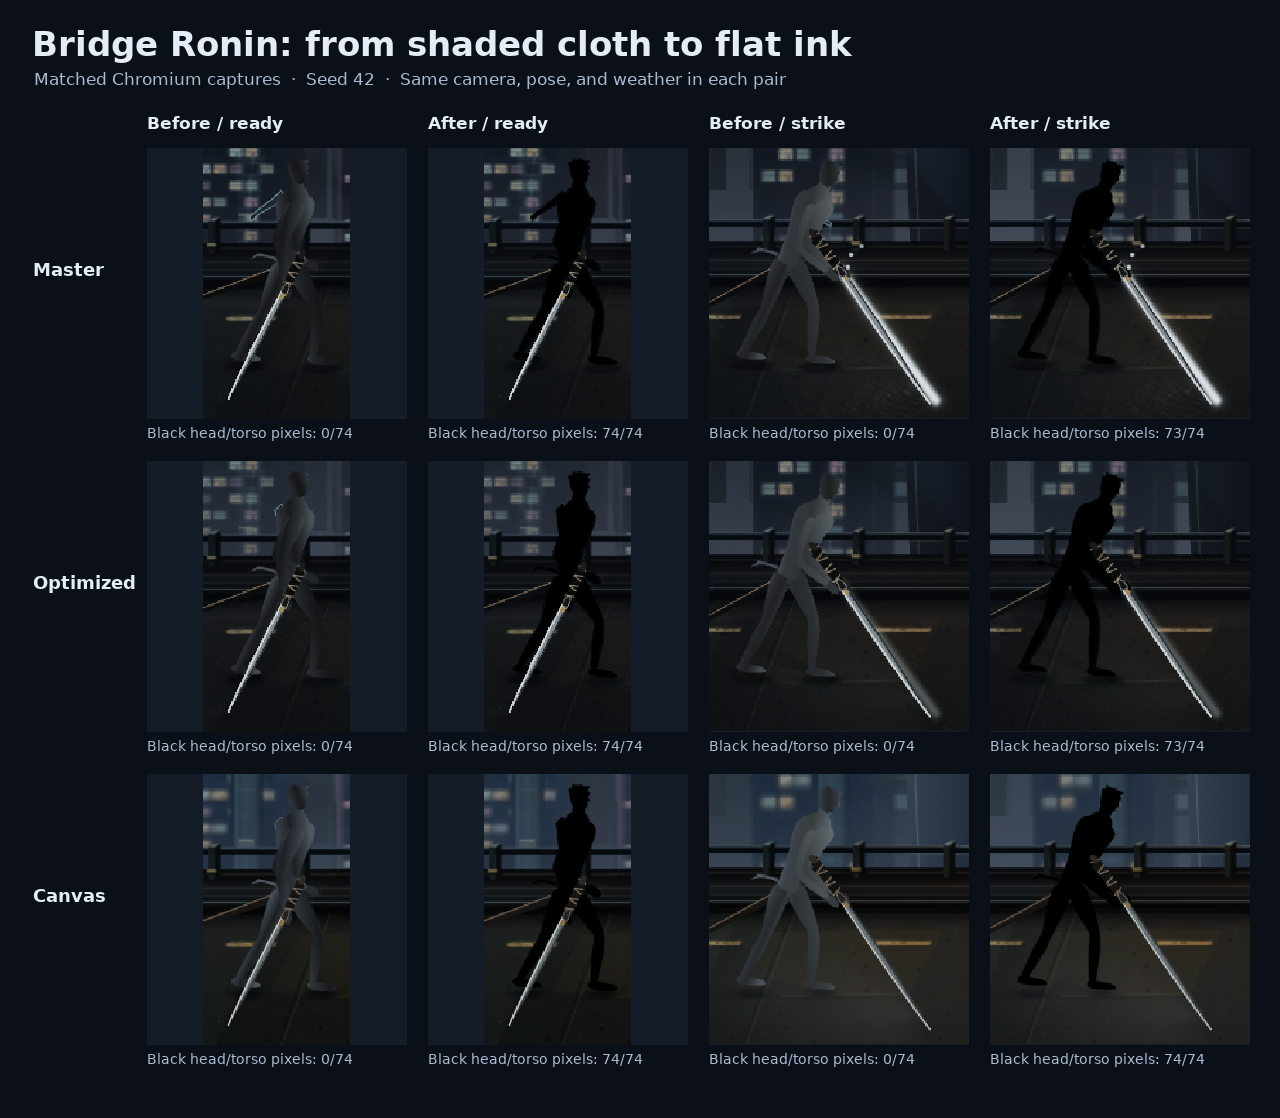 Bridge Ronin: from shaded cloth to flat ink
Matched Chromium captures · Seed 42 · Same camera, pose, and weather in each pair
Before / ready
After / ready
Before / strike
After / strike
Master
Black head/torso pixels: 0/74
Black head/torso pixels: 74/74
Black head/torso pixels: 0/74
Black head/torso pixels: 73/74
Optimized
Black head/torso pixels: 0/74
Black head/torso pixels: 74/74
Black head/torso pixels: 0/74
Black head/torso pixels: 73/74
Canvas
Black head/torso pixels: 0/74
Black head/torso pixels: 74/74
Black head/torso pixels: 0/74
Black head/torso pixels: 74/74